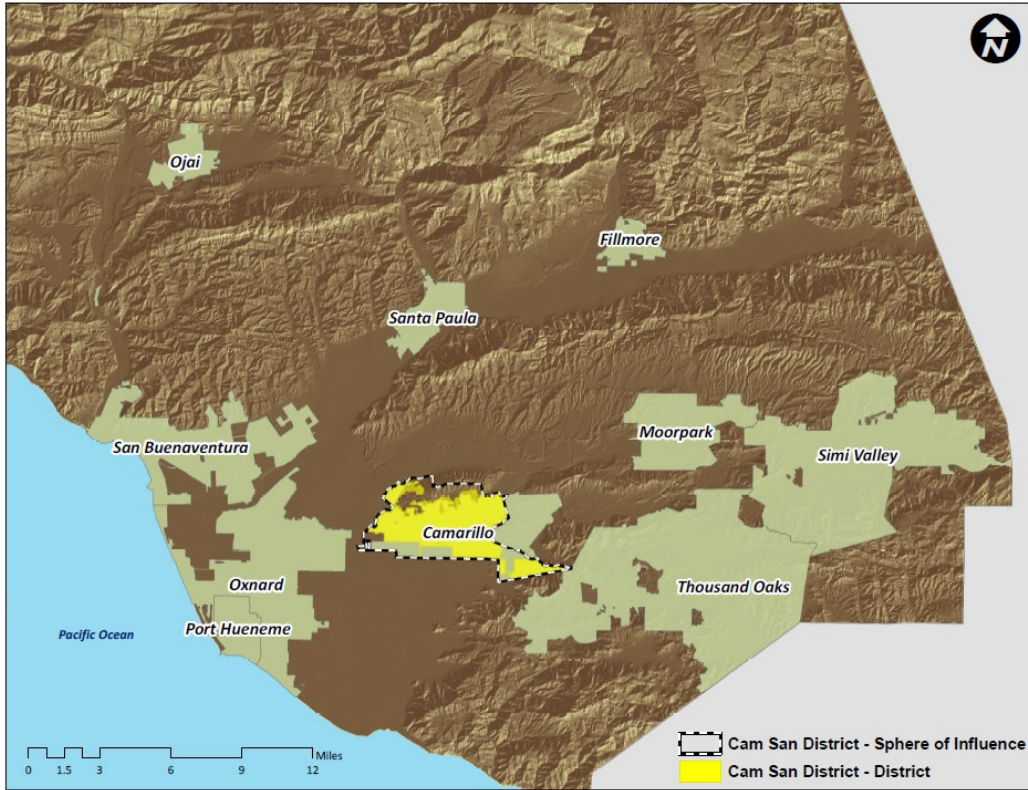 N
Ojai
Fillmore
Santa Paula
San Buenaventura
Moorpark
Simi Valley
Camarillo
Oxnard
Thousand Oaks
Port Hueneme
Pacific Ocean
Miles
0 1.5 3 6 9 12
Cam San District - Sphere of Influence
Cam San District - District